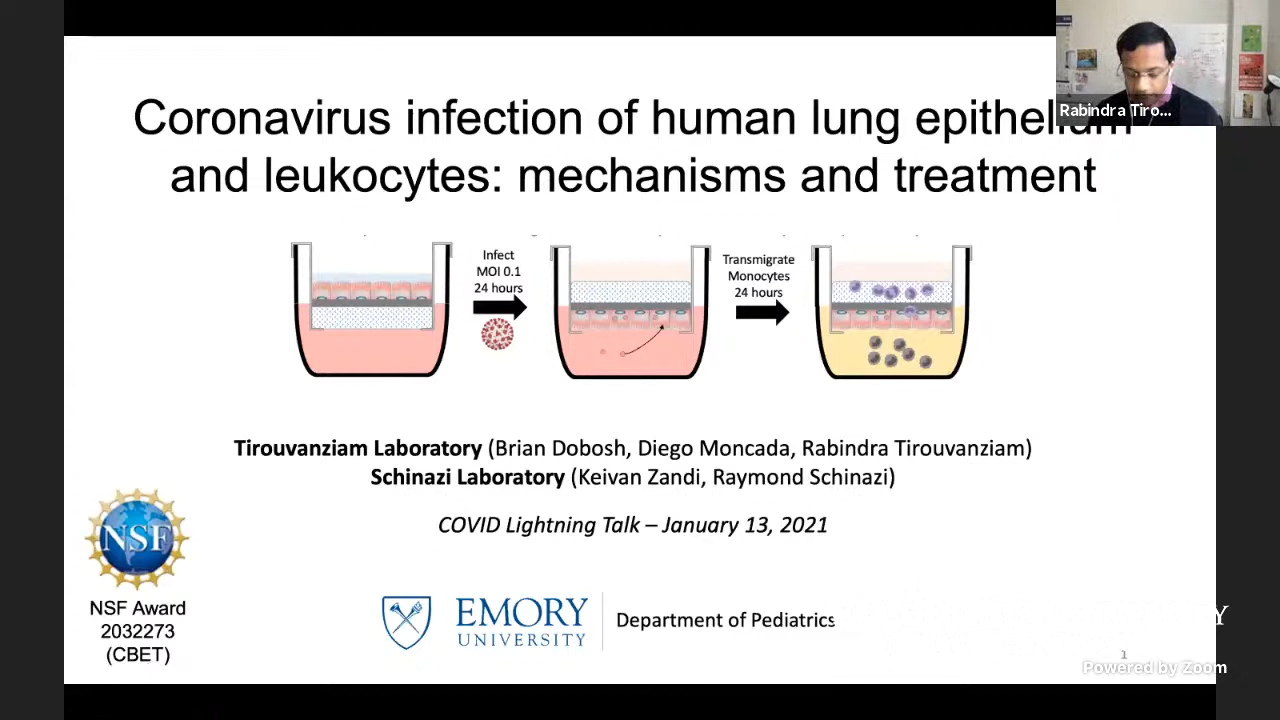 Rabindra Tiro...
Coronavirus infection of human lung epithelium
and leukocytes: mechanisms and treatment
Infect
MOI 0.1
24 hours
Transmigrate
Monocytes
24 hours
Tirouvanziam Laboratory (Brian Dobosh, Diego Moncada, Rabindra Tirouvanziam)
Schinazi Laboratory (Keivan Zandi, Raymond Schinazi)
COVID Lightning Talk – January 13, 2021
NSF
NSF Award
2032273
(CBET)
EMORY
UNIVERSITY
Department of Pediatrics
Y
1
Powered by Zoom